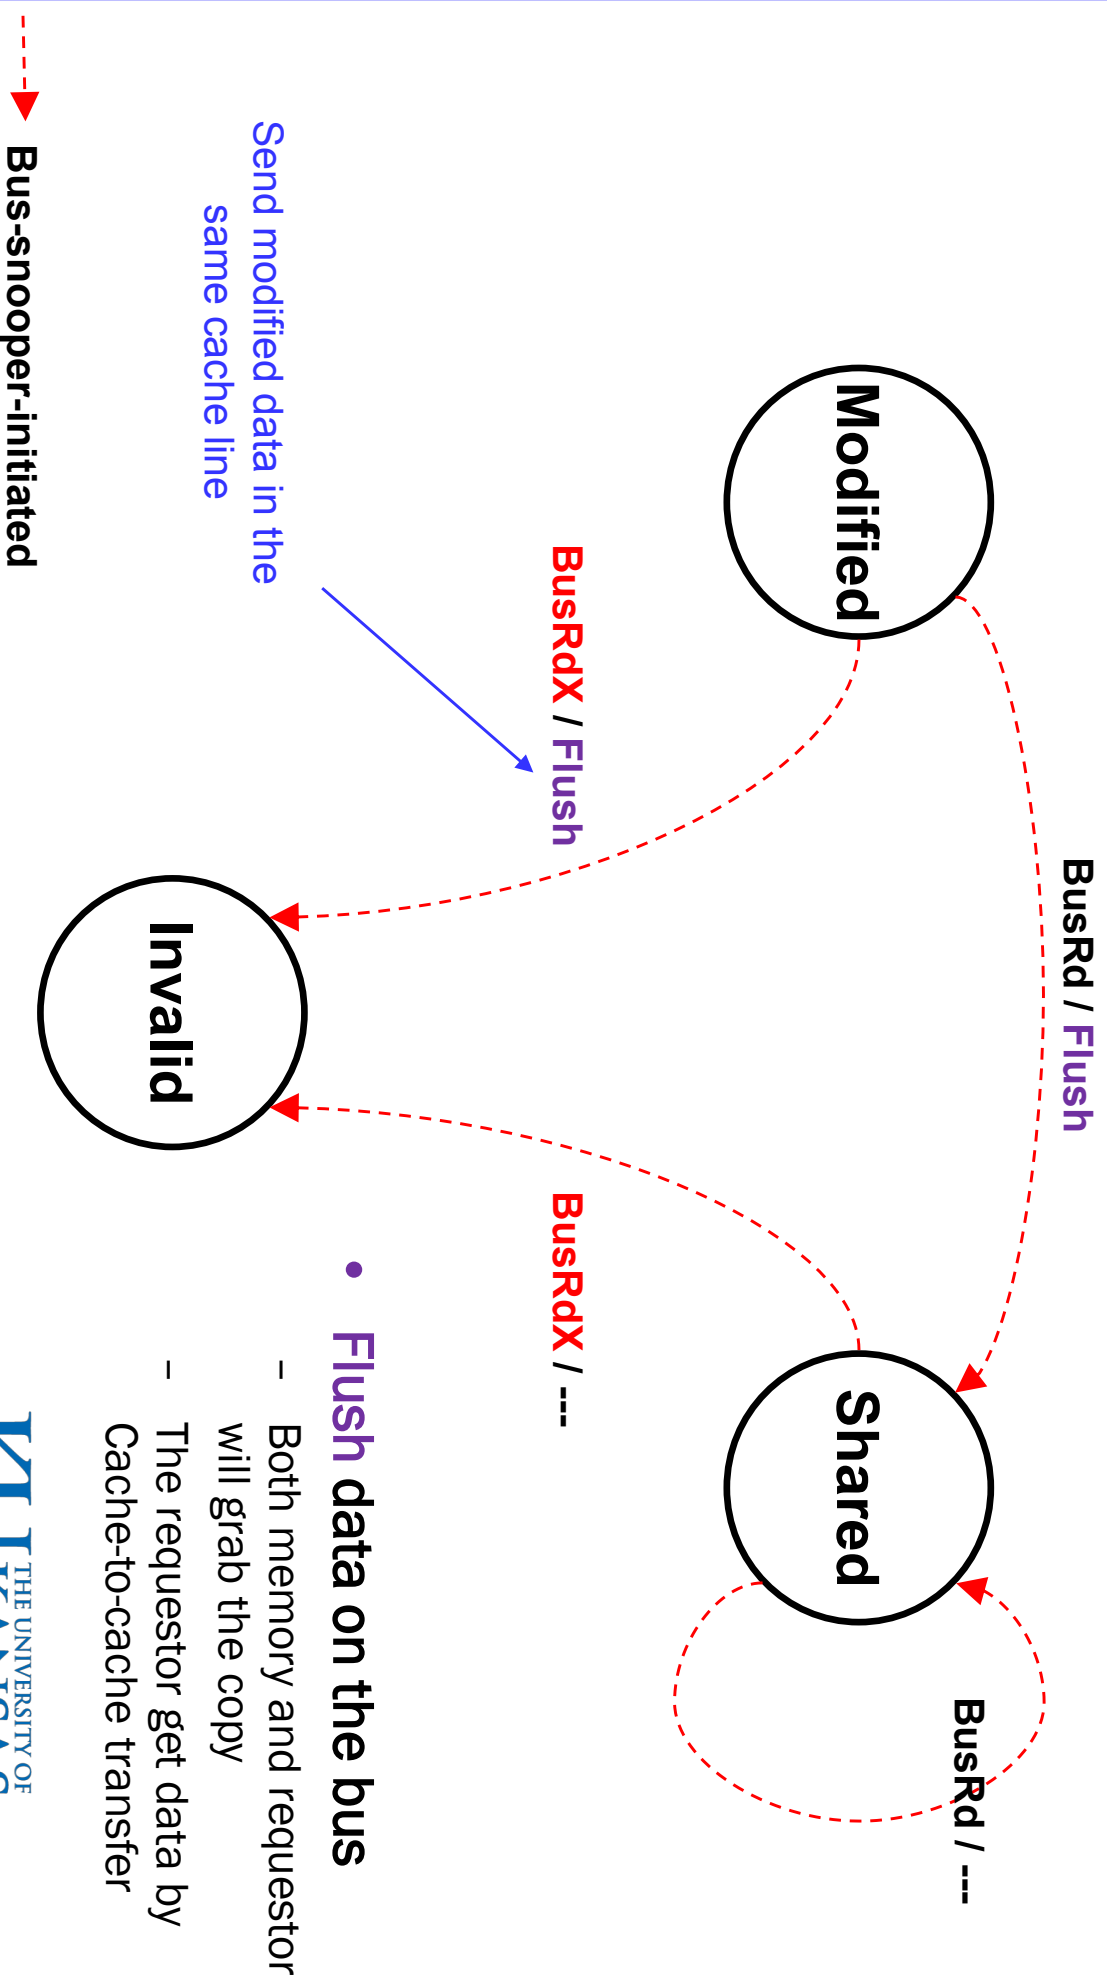 BusRd / Flush
Modified
Shared
BusRd / ---
BusRdX / Flush
BusRdX / ---
Send modified data in the
same cache line
Invalid
• Flush data on the bus
– Both memory and requestor
will grab the copy
– The requestor get data by
Cache-to-cache transfer
Bus-snooper-initiated
THE UNIVERSITY OF